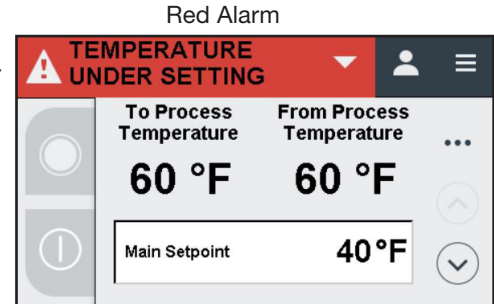 Red Alarm
TEMPERATURE
UNDER SETTING
To Process
Temperature
From Process
Temperature
60 °F
60 °F
Main Setpoint
40°F